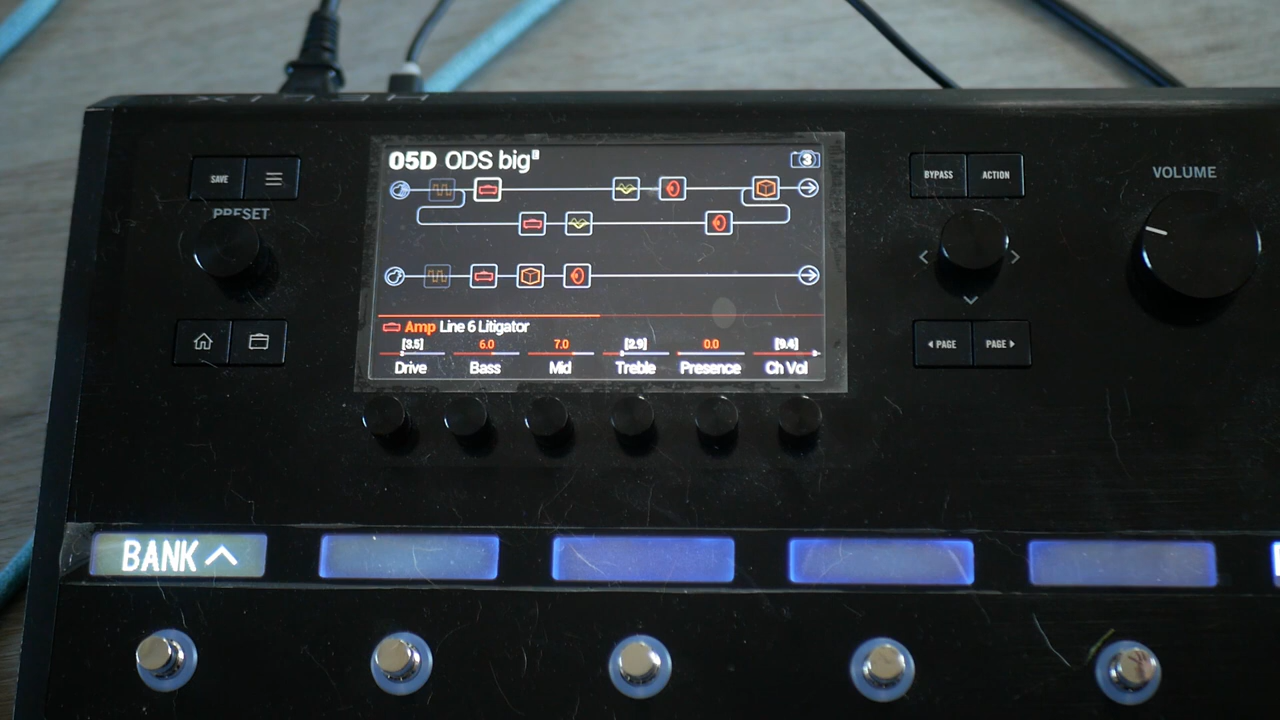 HELIX
05D ODS big
3
SAVE
PRESET
BYPASS
ACTION
VOLUME
Amp Line 6 Litigator
[3.5] 6.0 7.0 [2.9] 0.0 [9.4]
Drive Bass Mid Treble Presence Ch Vol
PAGE
PAGE
BANK